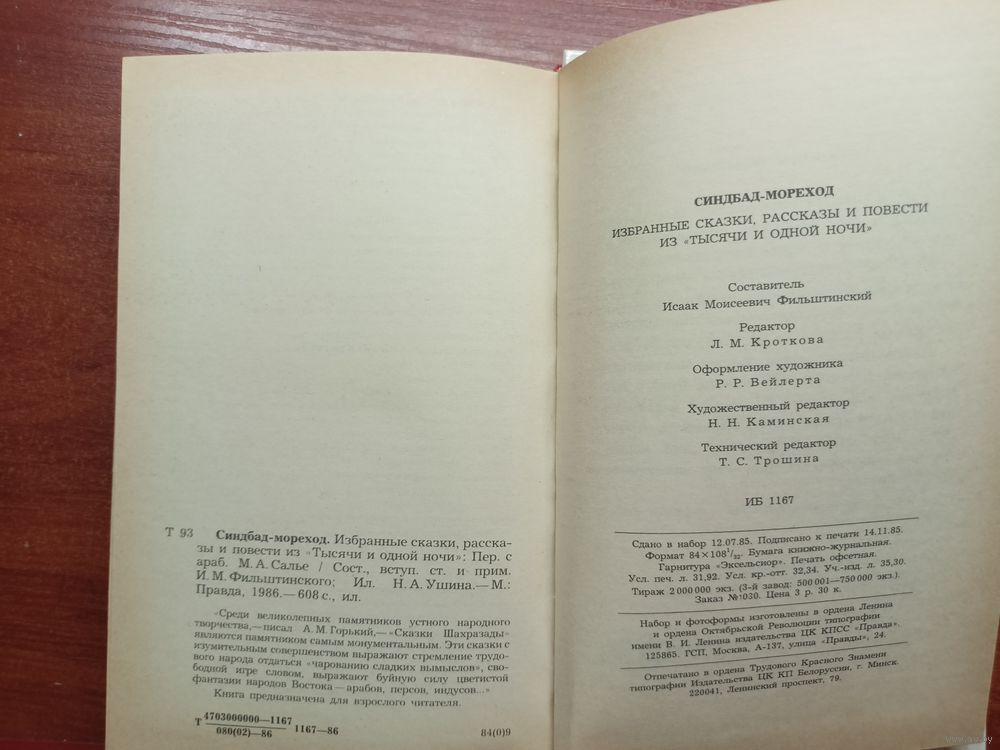 Т 93 Синдбад-мореход. Избранные сказки, расска-
зы и повести из «Тысячи и одной ночи»: Пер. с
араб. М. А. Салье / Сост., вступ. ст. и прим.
И. М. Фильштинского; Ил. Н. А. Ушина.—М.:
Правда, 1986.—608 с., ил.
«Среди великолепных памятников устного народного
творчества,—писал А. М. Горький,— «Сказки Шахразады»
являются памятником самым монументальным. Эти сказки с
изумительным совершенством выражают стремление трудо-
вого народа отдаться «чарованию сладких вымыслов», сво-
бодной игре словом, выражают буйную силу цветистой
фантазии народов Востока—арабов, персов, индусов...»
Книга предназначена для взрослого читателя.
Т 4703000000—1167
080(02)—86
1167—86
84(0)9
СИНДБАД-МОРЕХОД
ИЗБРАННЫЕ СКАЗКИ, РАССКАЗЫ И ПОВЕСТИ
ИЗ «ТЫСЯЧИ И ОДНОЙ НОЧИ»
Составитель
Исаак Моисеевич Фильштинский
Редактор
Л. М. Кроткова
Оформление художника
Р. Р. Вейлерта
Художественный редактор
Н. Н. Каминская
Технический редактор
Т. С. Трошина
ИБ 1167
Сдано в набор 12.07.85. Подписано к печати 14.11.85.
Формат 84×108¹/₃₂. Бумага книжно-журнальная.
Гарнитура «Эксельсиор». Печать офсетная.
Усл. печ. л. 31,92. Усл. кр.-отт. 32,34. Уч.-изд. л. 35,30.
Тираж 2 000 000 экз. (3-й завод: 500 001—750 000 экз.).
Заказ № 1030. Цена 3 р. 30 к.
Набор и фотоформы изготовлены в ордена Ленина
и ордена Октябрьской Революции типографии
имени В. И. Ленина издательства ЦК КПСС «Правда».
125865. ГСП, Москва, А-137, улица «Правды», 24.
Отпечатано в ордена Трудового Красного Знамени
типографии Издательства ЦК КП Белоруссии, г. Минск.
220041, Ленинский проспект, 79.
www.ay.by